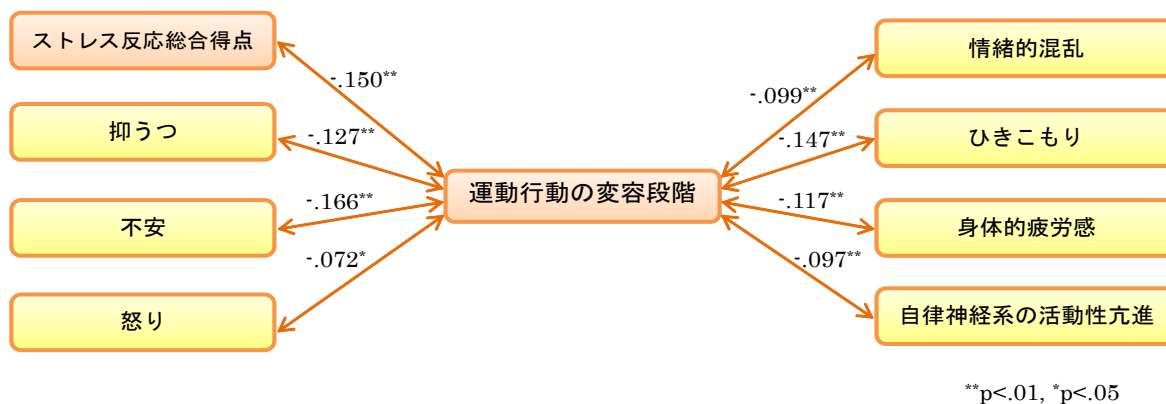 ストレス反応総合得点
抑うつ
不安
怒り
-.150**
-.127**
-.166**
-.072*
運動行動の変容段階
-.099**
-.147**
-.117**
-.097**
情緒的混乱
ひきこもり
身体的疲労感
自律神経系の活動性亢進
**p<.01, *p<.05